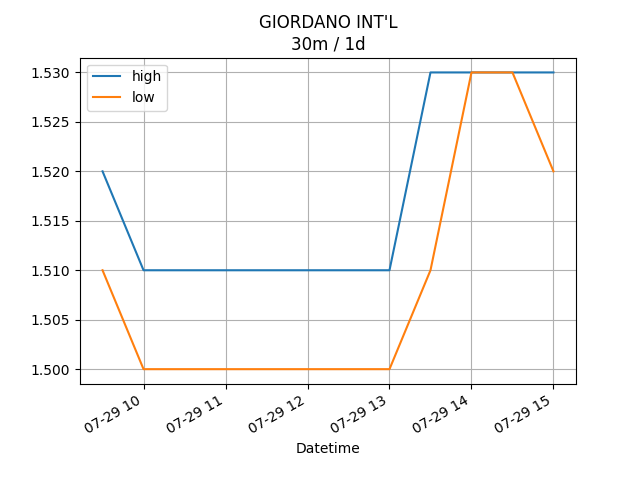 GIORDANO INT'L
30m / 1d
high
low
1.530
1.525
1.520
1.515
1.510
1.505
1.500
07-29 10
07-29 11
07-29 12
07-29 13
07-29 14
07-29 15
Datetime